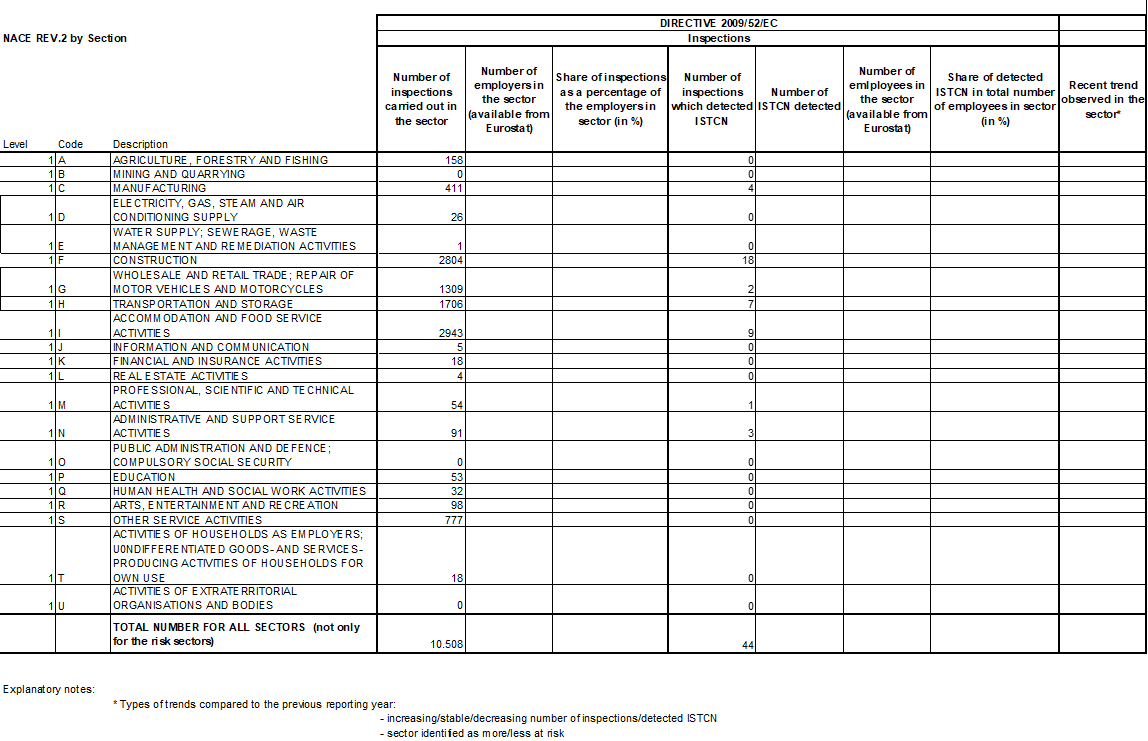 DIRECTIVE 2009/52/EC
NACE REV.2 by Section
Inspections
Number of inspections carried out in the sector
Number of employers in the sector (available from Eurostat)
Share of inspections as a percentage of the employers in sector (in %)
Number of inspections which detected ISTCN
Number of ISTCN detected
Number of emlployees in the sector (available from Eurostat)
Share of detected ISTCN in total number of employees in sector (in %)
Recent trend observed in the sector*
Level Code Description
1 A AGRICULTURE, FORESTRY AND FISHING 158 0
1 B MINING AND QUARRYING 0 0
1 C MANUFACTURING 411 4
ELECTRICITY, GAS, STEAM AND AIR
1 D CONDITIONING SUPPLY 26 0
WATER SUPPLY; SEWERAGE, WASTE
1 E MANAGEMENT AND REMEDIATION ACTIVITIES 1 0
1 F CONSTRUCTION 2804 18
WHOLESALE AND RETAIL TRADE; REPAIR OF
1 G MOTOR VEHICLES AND MOTORCYCLES 1309 2
1 H TRANSPORTATION AND STORAGE 1706 7
ACCOMMODATION AND FOOD SERVICE
1 I ACTIVITIES 2943 9
1 J INFORMATION AND COMMUNICATION 5 0
1 K FINANCIAL AND INSURANCE ACTIVITIES 18 0
1 L REAL ESTATE ACTIVITIES 4 0
PROFESSIONAL, SCIENTIFIC AND TECHNICAL
1 M ACTIVITIES 54 1
ADMINISTRATIVE AND SUPPORT SERVICE
1 N ACTIVITIES 91 3
PUBLIC ADMINISTRATION AND DEFENCE;
1 O COMPULSORY SOCIAL SECURITY 0 0
1 P EDUCATION 53 0
1 Q HUMAN HEALTH AND SOCIAL WORK ACTIVITIES 32 0
1 R ARTS, ENTERTAINMENT AND RECREATION 98 0
1 S OTHER SERVICE ACTIVITIES 777 0
ACTIVITIES OF HOUSEHOLDS AS EMPLOYERS;
U0NDIFFERENTIATED GOODS- AND SERVICES-
PRODUCING ACTIVITIES OF HOUSEHOLDS FOR
1 T OWN USE 18 0
ACTIVITIES OF EXTRATERRITORIAL
1 U ORGANISATIONS AND BODIES 0 0
TOTAL NUMBER FOR ALL SECTORS (not only
for the risk sectors) 10.508 44
Explanatory notes:
* Types of trends compared to the previous reporting year:
- increasing/stable/decreasing number of inspections/detected ISTCN
- sector identified as more/less at risk